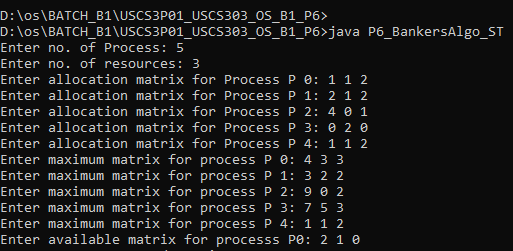 D:\os\BATCH_B1\USCS3P01_USCS303_OS_B1_P6>
D:\os\BATCH_B1\USCS3P01_USCS303_OS_B1_P6>java P6_BankersAlgo_ST
Enter no. of Process: 5
Enter no. of resources: 3
Enter allocation matrix for Process P 0: 1 1 2
Enter allocation matrix for Process P 1: 2 1 2
Enter allocation matrix for Process P 2: 4 0 1
Enter allocation matrix for Process P 3: 0 2 0
Enter allocation matrix for Process P 4: 1 1 2
Enter maximum matrix for process P 0: 4 3 3
Enter maximum matrix for process P 1: 3 2 2
Enter maximum matrix for process P 2: 9 0 2
Enter maximum matrix for process P 3: 7 5 3
Enter maximum matrix for process P 4: 1 1 2
Enter available matrix for processs P0: 2 1 0